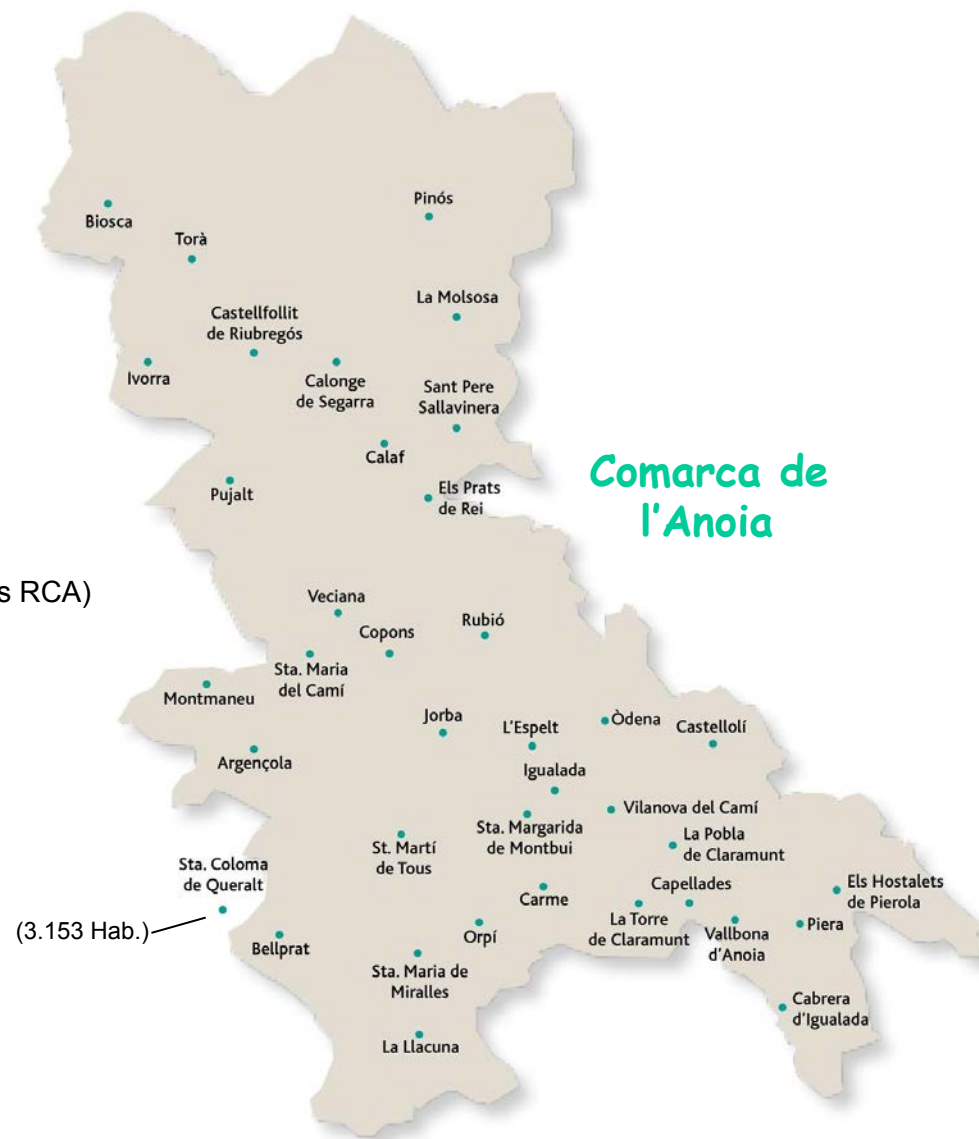 Pinós
Biosca
Torà
La Molsosa
Castellfollit
de Riubregós
Ivorra
Calonge
de Segarra
Sant Pere
Sallavinera
Calaf
Comarca de
l'Anoia
Pujalt
Els Prats
de Rei
s RCA)
Veciana
Rubió
Copons
Sta. Maria
del Camí
Montmaneu
Jorba
L'Espelt
Òdena
Castellolí
Argençola
Igualada
Vilanova del Camí
Sta. Margarida
de Montbui
St. Martí
de Tous
La Pobla
de Claramunt
Sta. Coloma
de Queralt
Capellades
Els Hostalets
de Pierola
Carme
(3.153 Hab.)
La Torre
de Claramunt
Vallbona
d'Anoia
Piera
Orpí
Bellprat
Sta. Maria de
Miralles
Cabrera
d'Igualada
La Llacuna